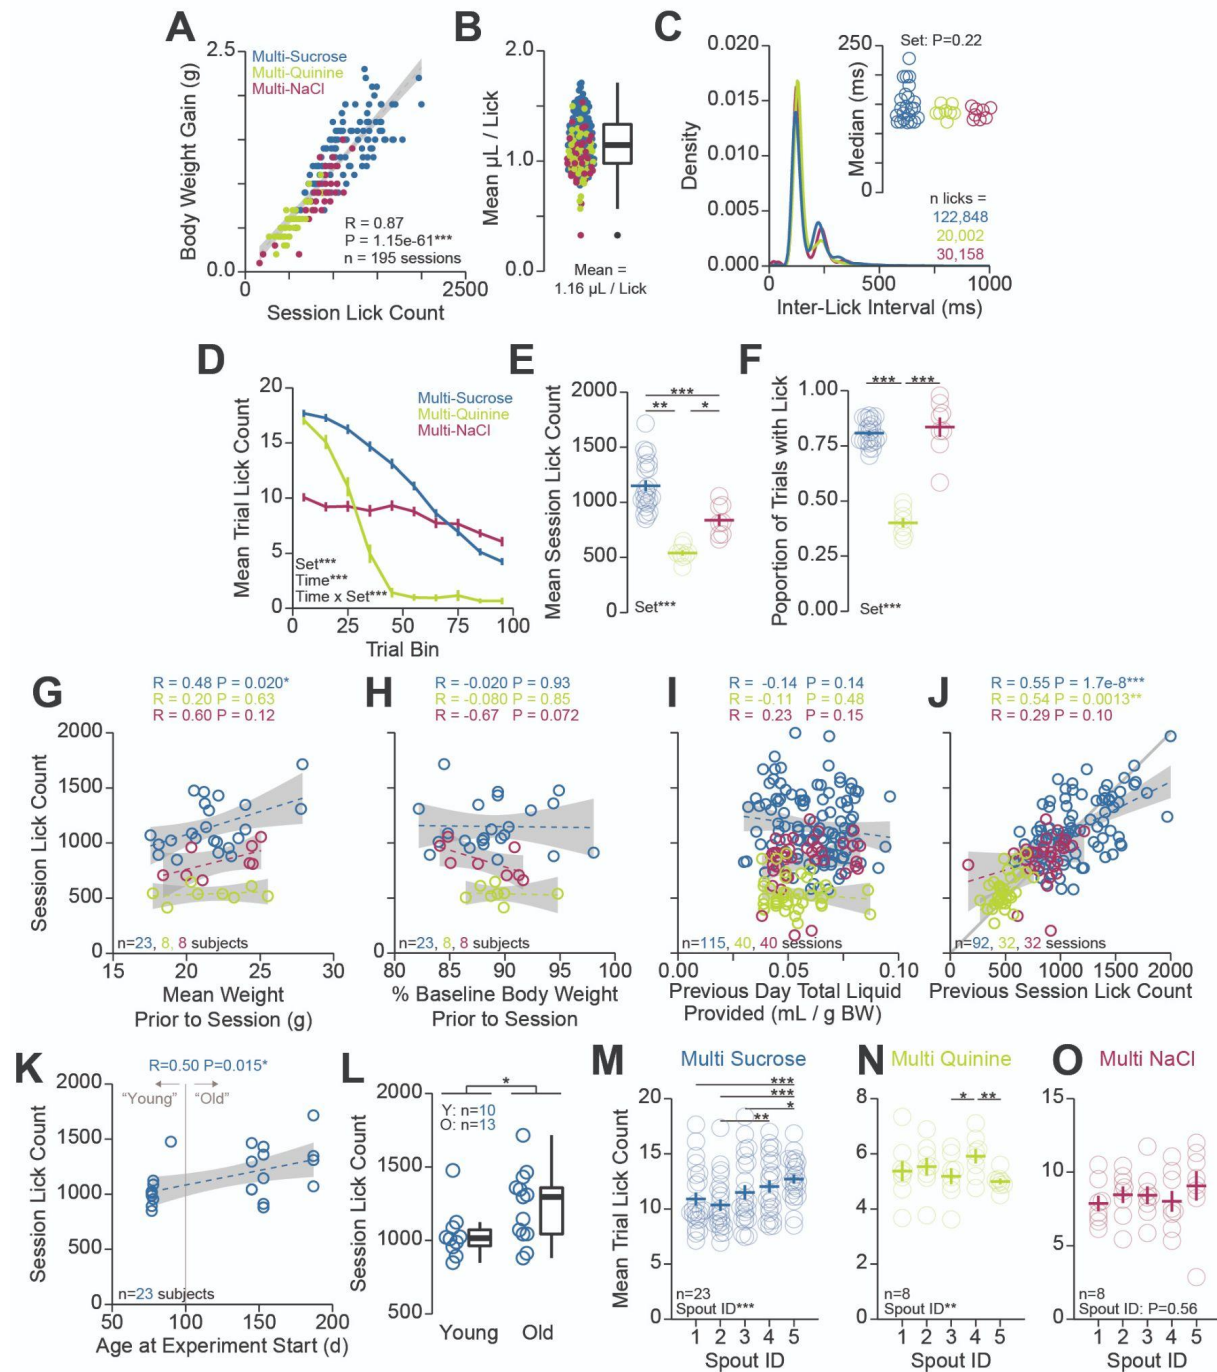 A
Body Weight Gain (g)
2.5
0.0
Multi-Sucrose
Multi-Quinine
Multi-NaCl
R = 0.87
P = 1.15e-61***
n = 195 sessions
0
2500
Session Lick Count
B
Mean µL / Lick
2.0
1.0
0.0
Mean =
1.16 µL / Lick
C
Density
0.020
0.015
0.010
0.005
0.000
0
500
1000
Inter-Lick Interval (ms)
Median (ms)
250
0
Set: P=0.22
n licks =
122,848
20,002
30,158
D
Mean Trial Lick Count
20
15
10
5
0
Multi-Sucrose
Multi-Quinine
Multi-NaCl
Set***
Time***
Time x Set***
0 25 50 75 100
Trial Bin
E
Mean Session Lick Count
2000
1500
1000
500
0
***
** *
Set***
F
Poportion of Trials with Lick
1.00
0.75
0.50
0.25
0.00
*** ***
Set***
G
R = 0.48 P = 0.020*
R = 0.20 P = 0.63
R = 0.60 P = 0.12
Session Lick Count
2000
1500
1000
500
0
n=23, 8, 8 subjects
15 20 25 30
Mean Weight
Prior to Session (g)
H
R = -0.020 P = 0.93
R = -0.080 P = 0.85
R = -0.67 P = 0.072
n=23, 8, 8 subjects
80 85 90 95 100
% Baseline Body Weight
Prior to Session
I
R = -0.14 P = 0.14
R = -0.11 P = 0.48
R = 0.23 P = 0.15
n=115, 40, 40 sessions
0.00 0.05 0.10
Previous Day Total Liquid
Provided (mL / g BW)
J
R = 0.55 P = 1.7e-8***
R = 0.54 P = 0.0013**
R = 0.29 P = 0.10
n=92, 32, 32 sessions
0 500 1000 1500 2000
Previous Session Lick Count
K
R=0.50 P=0.015*
"Young" "Old"
Session Lick Count
2000
1500
1000
500
0
n=23 subjects
50 100 150 200
Age at Experiment Start (d)
L
Session Lick Count
2000
1500
1000
500
*
Y: n=10
O: n=13
Young Old
M
Multi Sucrose
Mean Trial Lick Count
20
15
10
5
0
***
***
*
**
n=23
Spout ID***
1 2 3 4 5
Spout ID
N
Multi Quinine
8
6
4
2
0
* **
n=8
Spout ID**
1 2 3 4 5
Spout ID
O
Multi NaCl
15
10
5
0
n=8
Spout ID: P=0.56
1 2 3 4 5
Spout ID